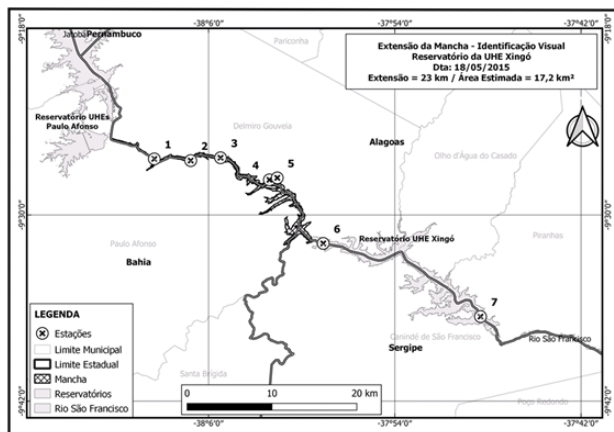 -38°6'0"
-37°54'0"
-37°42'0"
-9°18'0"
-9°18'0"
Jatobá
Pernambuco
Pariconha
Extensão da Mancha - Identificação Visual
Reservatório da UHE Xingó
Dta: 18/05/2015
Extensão = 23 km / Área Estimada = 17,2 km²
Reservatório UHEs
Paulo Afonso
Delmiro Gouveia
Alagoas
Olho d'Água do Casado
1
2
3
4
5
-9°30'0"
-9°30'0"
Paulo Afonso
Bahia
6
Reservatório UHE Xingó
Piranhas
7
Canindé de São Francisco
Rio São Francisco
Sergipe
Santa Brígida
Poço Redondo
LEGENDA
Estações
Limite Municipal
Limite Estadual
Mancha
Reservatórios
Rio São Francisco
0
10
20 km
-9°42'0"
-9°42'0"
-38°6'0"
-37°54'0"
-37°42'0"